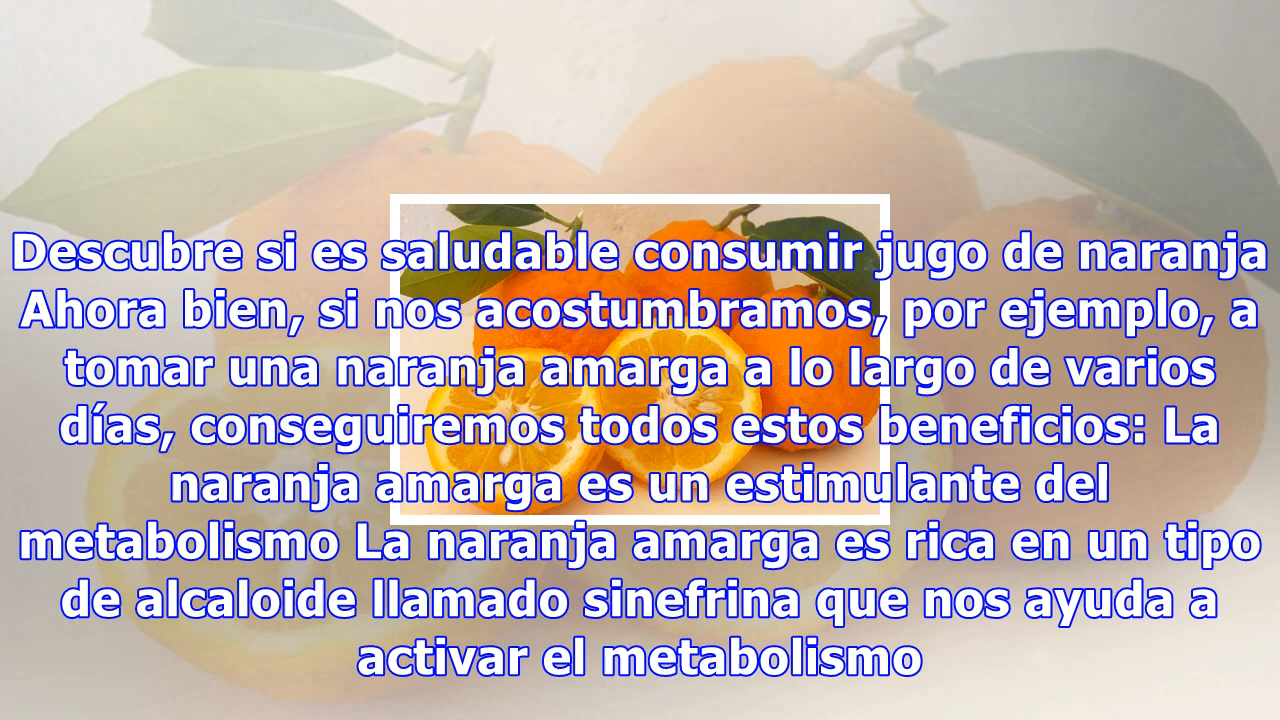 Descubre si es saludable consumir jugo de naranja
Ahora bien, si nos acostumbramos, por ejemplo, a
tomar una naranja amarga a lo largo de varios
días, conseguiremos todos estos beneficios: La
naranja amarga es un estimulante del
metabolismo La naranja amarga es rica en un tipo
de alcaloide llamado sinefrina que nos ayuda a
activar el metabolismo